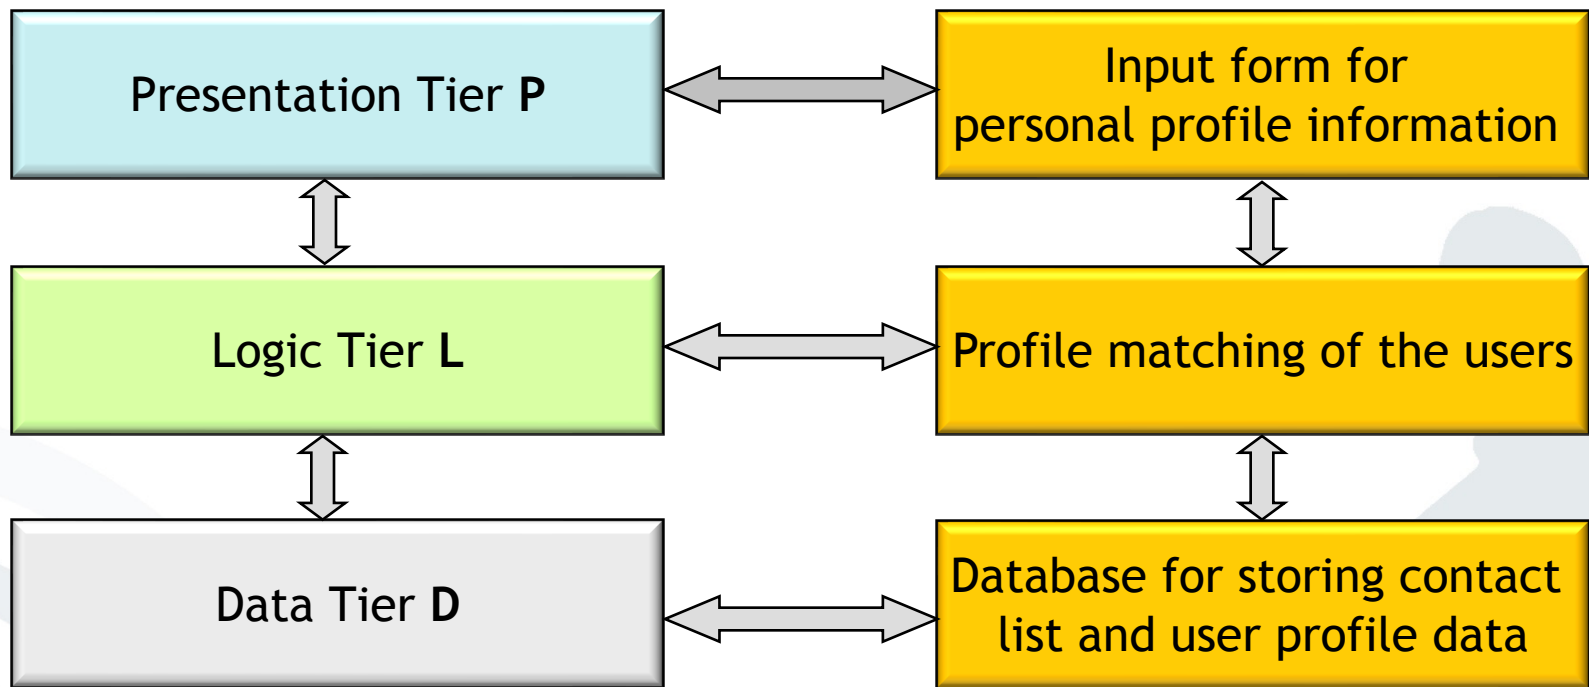 Presentation Tier P
Input form for
personal profile information
Logic Tier L
Profile matching of the users
Data Tier D
Database for storing contact
list and user profile data